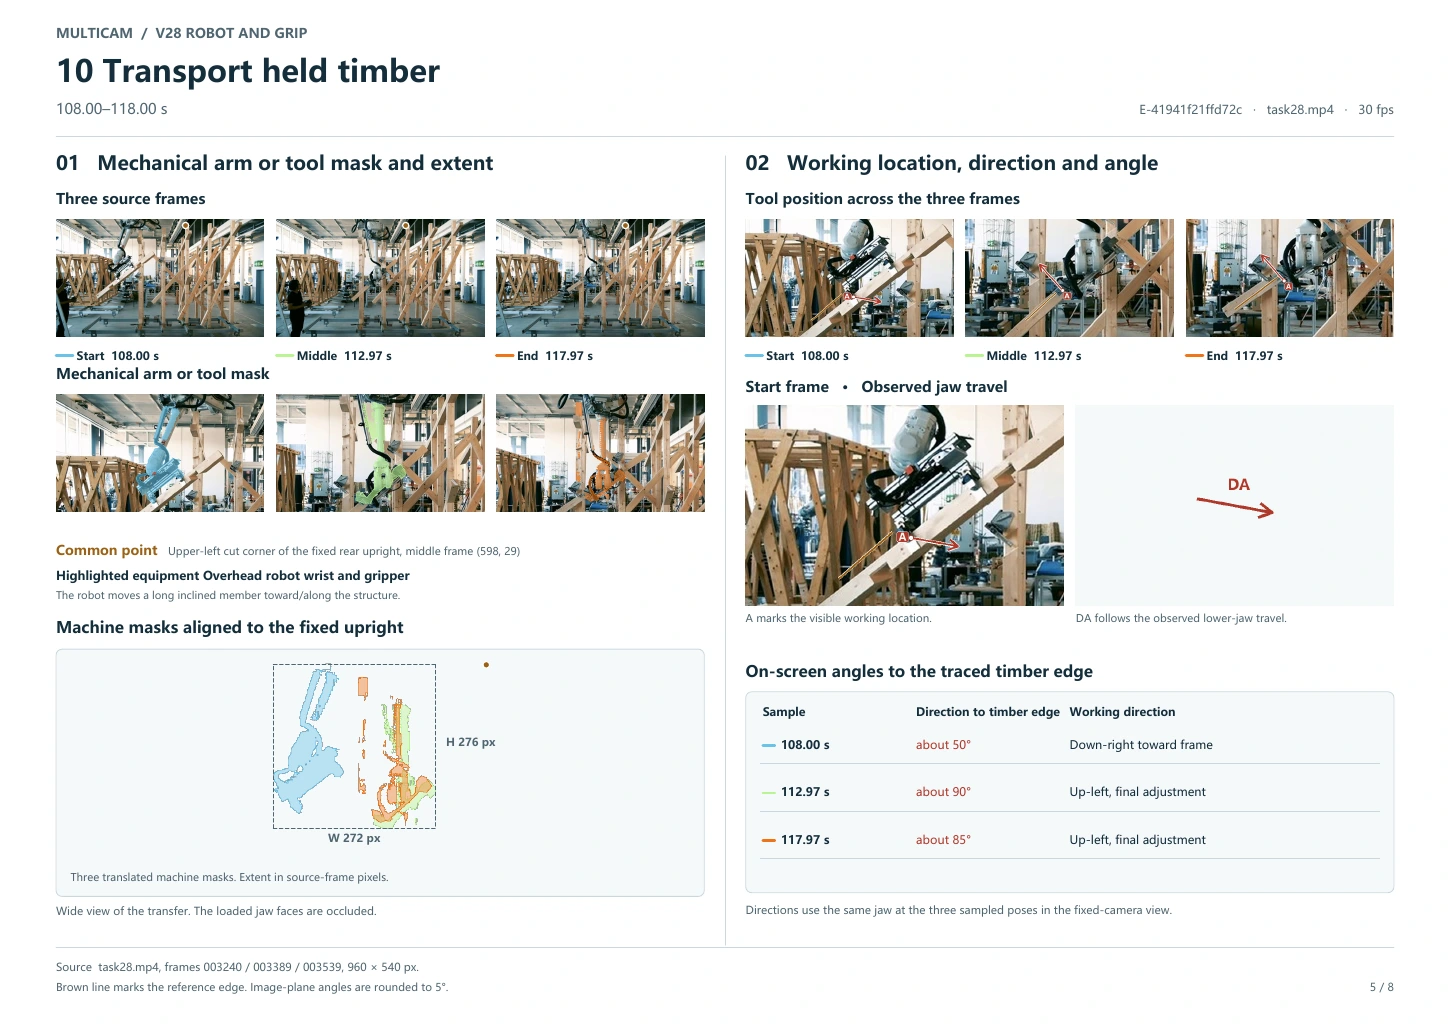 MULTICAM / V28 ROBOT AND GRIP
10 Transport held timber
108.00–118.00 s
E-41941f21ffd72c · task28.mp4 · 30 fps
01 Mechanical arm or tool mask and extent
Three source frames
Start 108.00 s
Middle 112.97 s
End 117.97 s
Mechanical arm or tool mask
Common point Upper-left cut corner of the fixed rear upright, middle frame (598, 29)
Highlighted equipment Overhead robot wrist and gripper
The robot moves a long inclined member toward/along the structure.
Machine masks aligned to the fixed upright
H 276 px
W 272 px
Three translated machine masks. Extent in source-frame pixels.
Wide view of the transfer. The loaded jaw faces are occluded.
02 Working location, direction and angle
Tool position across the three frames
A
A
A
Start 108.00 s
Middle 112.97 s
End 117.97 s
Start frame • Observed jaw travel
A
DA
A marks the visible working location.
DA follows the observed lower-jaw travel.
On-screen angles to the traced timber edge
Sample Direction to timber edge Working direction
108.00 s about 50° Down-right toward frame
112.97 s about 90° Up-left, final adjustment
117.97 s about 85° Up-left, final adjustment
Directions use the same jaw at the three sampled poses in the fixed-camera view.
Source task28.mp4, frames 003240 / 003389 / 003539, 960 × 540 px.
Brown line marks the reference edge. Image-plane angles are rounded to 5°.
5 / 8